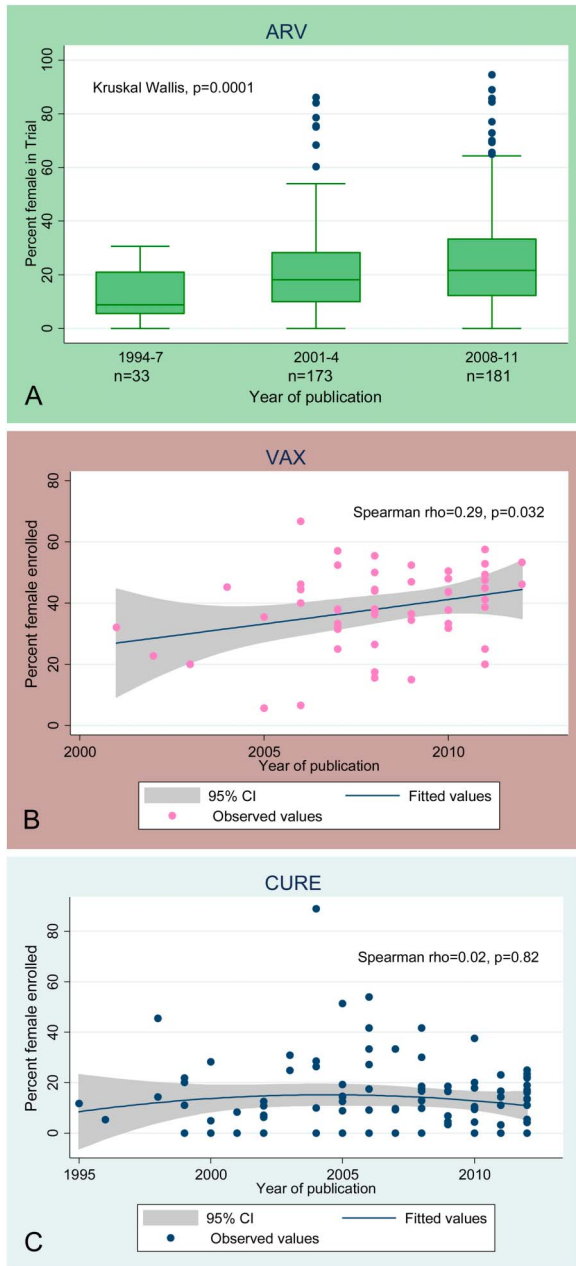 ARV
100
80
60
40
20
0
Percent female in Trial
Kruskal Wallis, p=0.0001
1994-7 2001-4 2008-11
n=33 n=173 n=181
Year of publication
A
VAX
80
60
40
20
0
Percent female enrolled
Spearman rho=0.29, p=0.032
2000 2005 2010
Year of publication
95% CI Fitted values
Observed values
B
CURE
80
60
40
20
0
Percent female enrolled
Spearman rho=0.02, p=0.82
1995 2000 2005 2010
Year of publication
95% CI Fitted values
Observed values
C